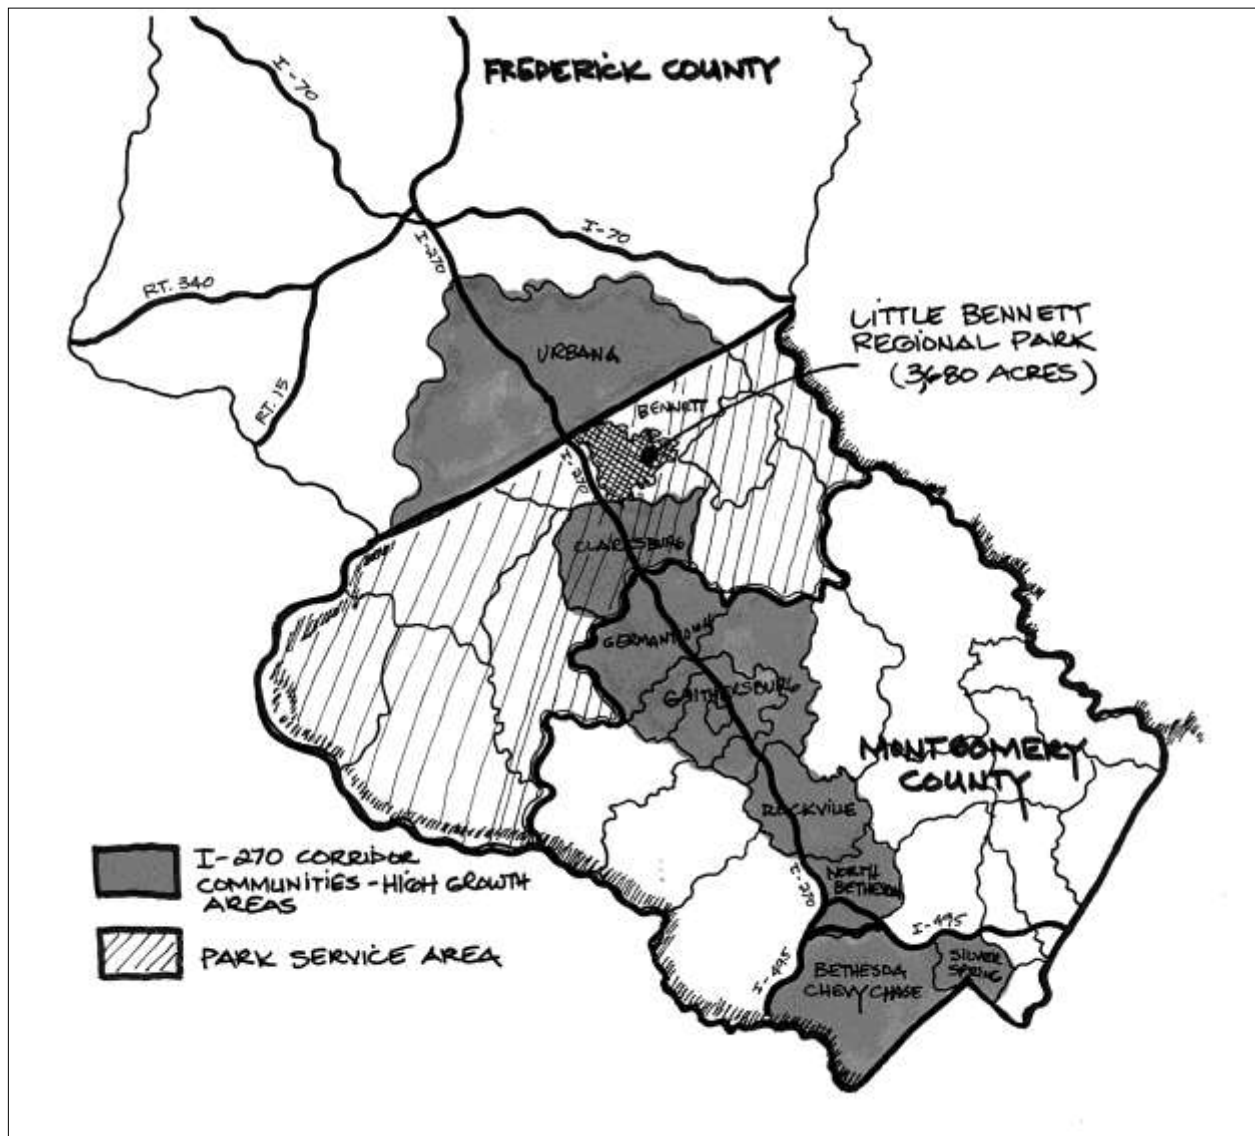 FREDERICK COUNTY
I-70
I-270
I-70
RT. 340
RT. 15
LITTLE BENNETT
REGIONAL PARK
(3,680 ACRES)
URBANA
BENNETT
I-270
CLARKSBURG
GERMANTOWN
GAITHERSBURG
MONTGOMERY
COUNTY
ROCKVILLE
I-270 CORRIDOR
COMMUNITIES-HIGH GROWTH
AREAS
I-270
NORTH
BETHESDA
I-495
PARK SERVICE AREA
I-495
BETHESDA
CHEVY CHASE
SILVER
SPRING